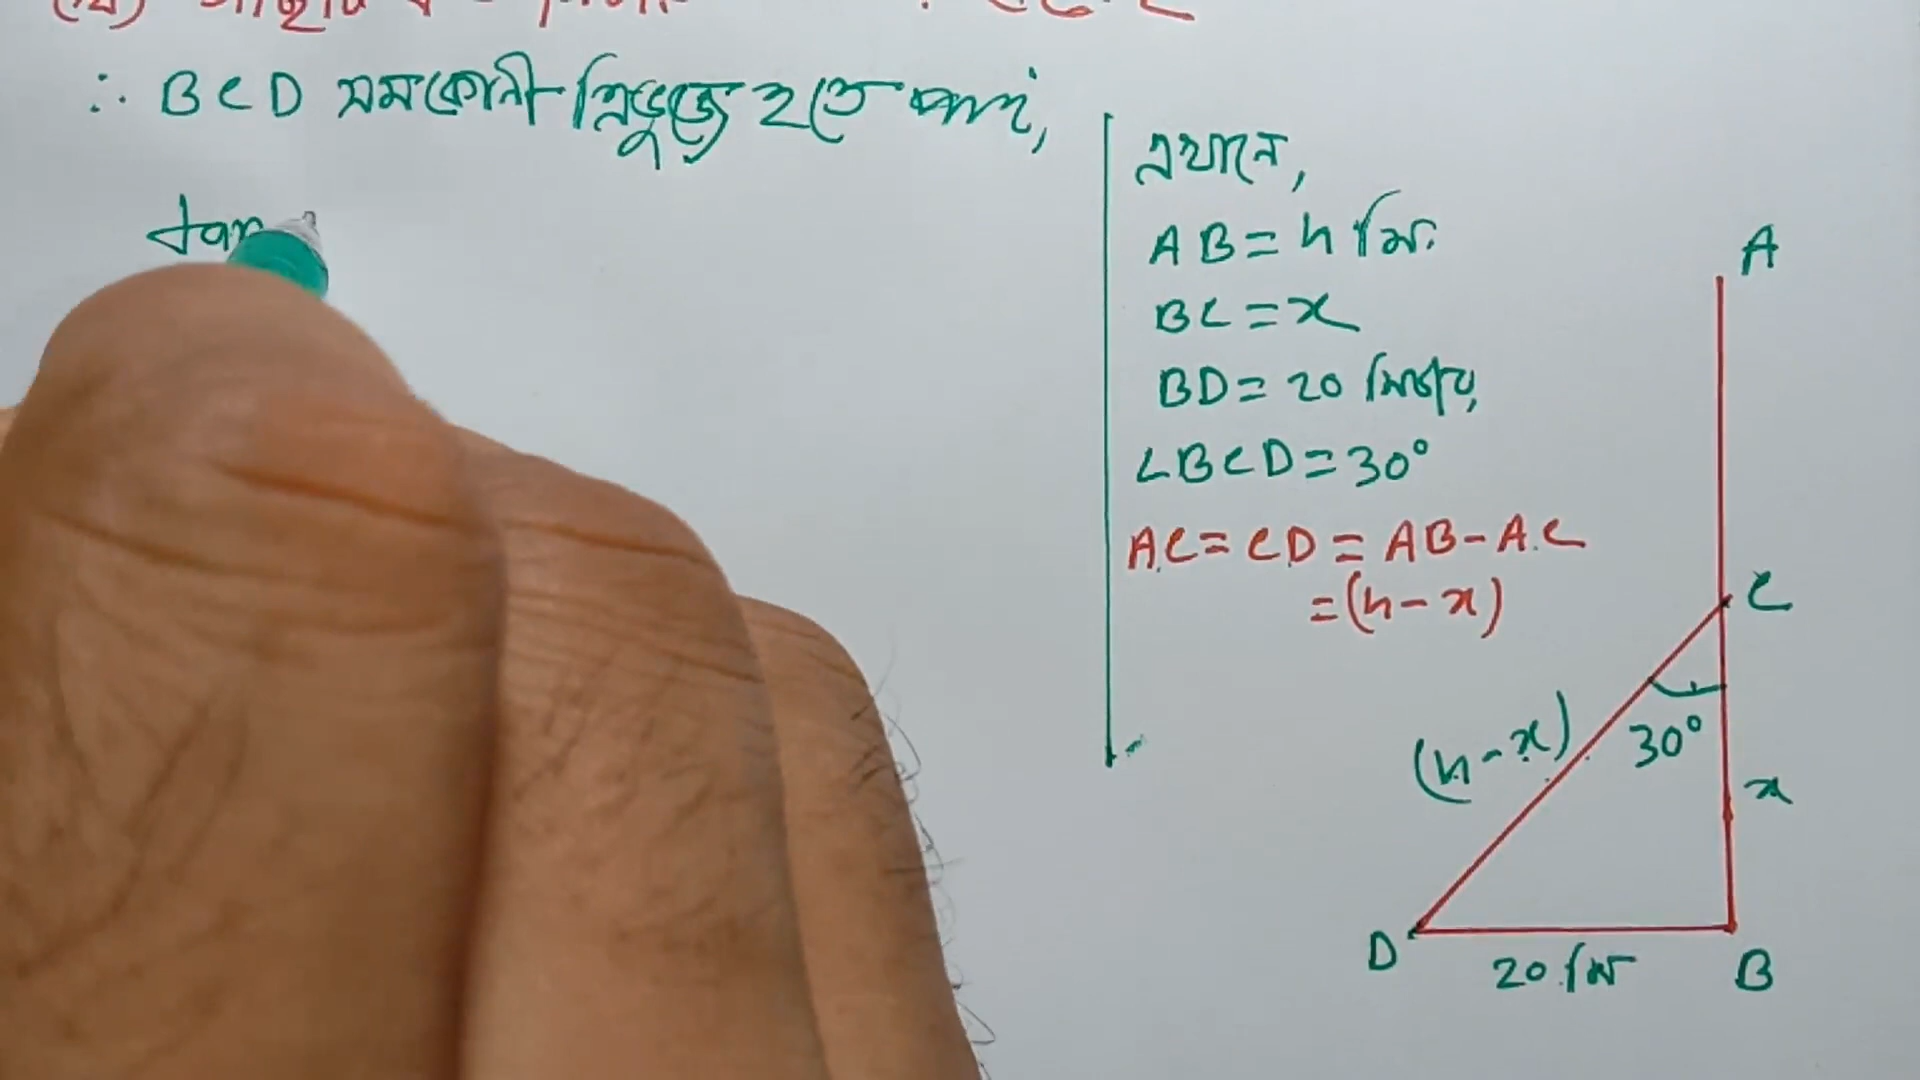 ∴ BCD সমকোনী ত্রিভুজে হতে পাই,
tan
এখানে,
AB = h মি.
BC = x
BD = 20 মিটার,
∠BCD = 30°
AC = CD = AB - AC
= (h - x)
A
C
(h - x)
30°
x
D
20 মি
B